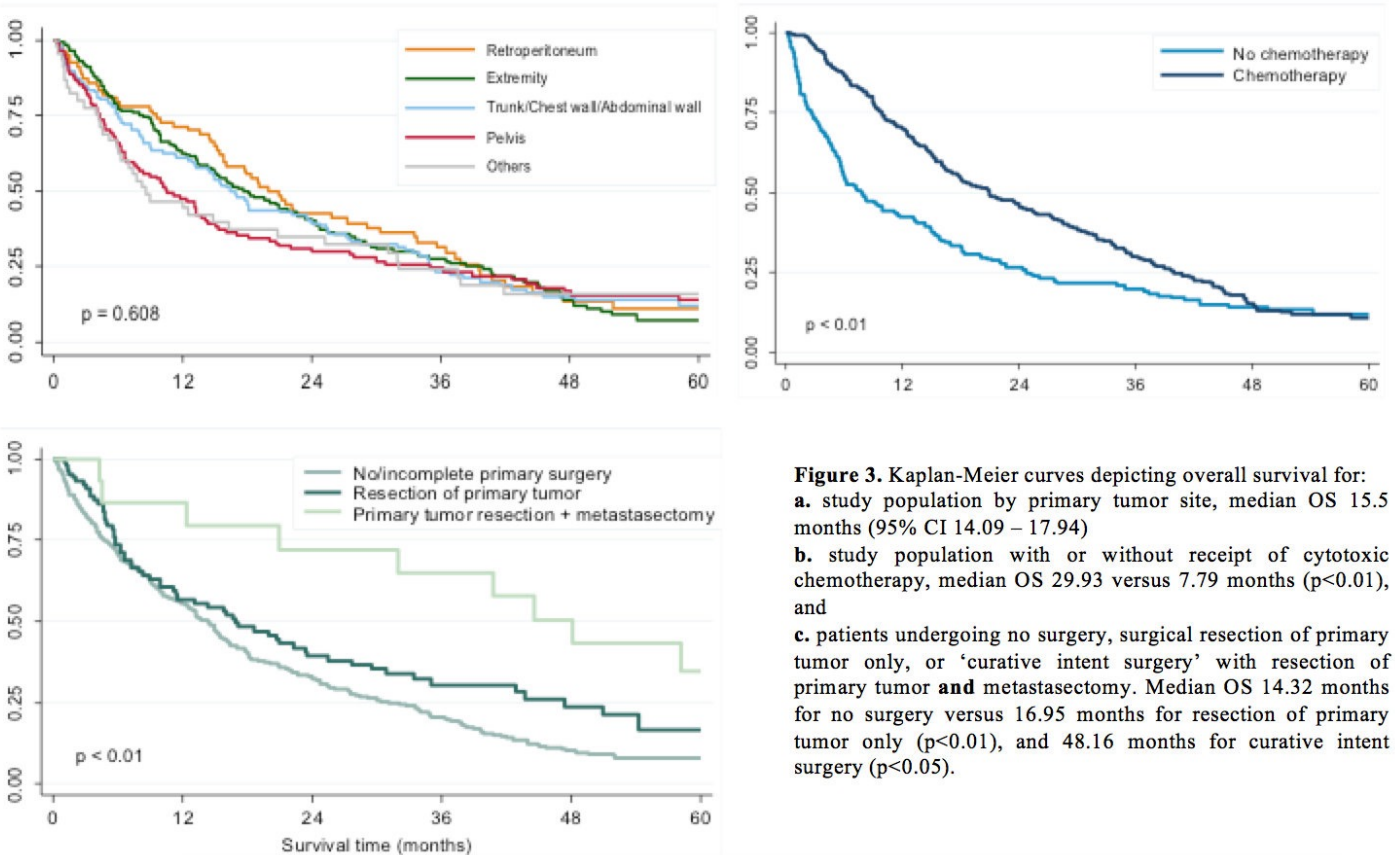 1.00
0.75
0.50
0.25
0.00
Retroperitoneum
Extremity
Trunk/Chest wall/Abdominal wall
Pelvis
Others
p = 0.608
0 12 24 36 48 60
1.00
0.75
0.50
0.25
0.00
No chemotherapy
Chemotherapy
p < 0.01
0 12 24 36 48 60
1.00
0.75
0.50
0.25
0.00
No/incomplete primary surgery
Resection of primary tumor
Primary tumor resection + metastasectomy
p < 0.01
0 12 24 36 48 60
Survival time (months)
Figure 3. Kaplan-Meier curves depicting overall survival for:
a. study population by primary tumor site, median OS 15.5
months (95% CI 14.09 – 17.94)
b. study population with or without receipt of cytotoxic
chemotherapy, median OS 29.93 versus 7.79 months (p<0.01),
and
c. patients undergoing no surgery, surgical resection of primary
tumor only, or ‘curative intent surgery’ with resection of
primary tumor and metastasectomy. Median OS 14.32 months
for no surgery versus 16.95 months for resection of primary
tumor only (p<0.01), and 48.16 months for curative intent
surgery (p<0.05).